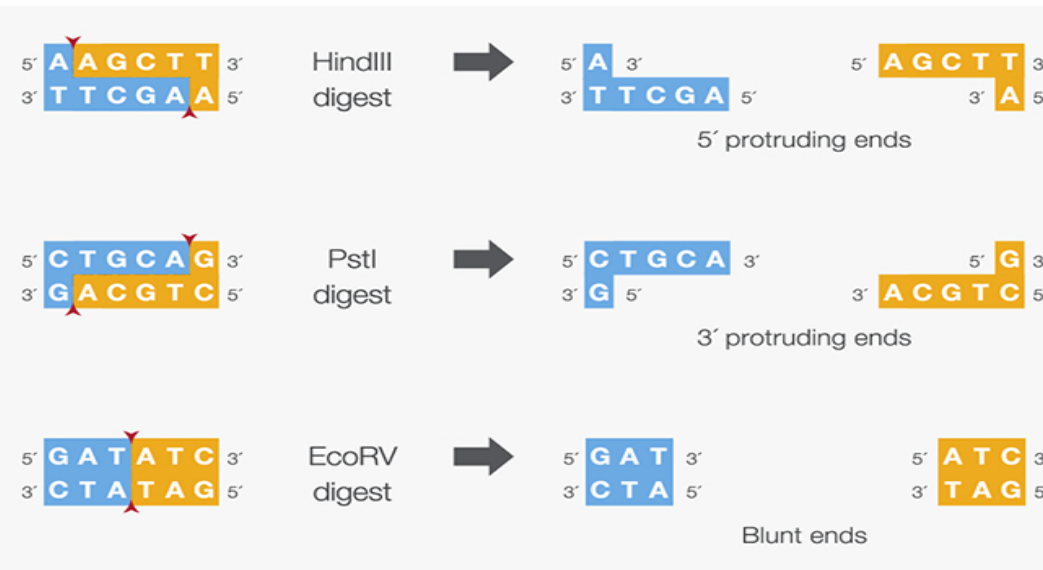 5´ A A G C T T 3´ HindIII 5´ A 3´ 5´ A G C T T 3
3´ T T C G A A 5´ digest 3´ T T C G A 5´ 3´ A 5
5´ protruding ends
5´ C T G C A G 3´ PstI 5´ C T G C A 3´ 5´ G 3
3´ G A C G T C 5´ digest 3´ G 5´ 3´ A C G T C 5
3´ protruding ends
5´ G A T A T C 3´ EcoRV 5´ G A T 3´ 5´ A T C 3
3´ C T A T A G 5´ digest 3´ C T A 5´ 3´ T A G 5
Blunt ends